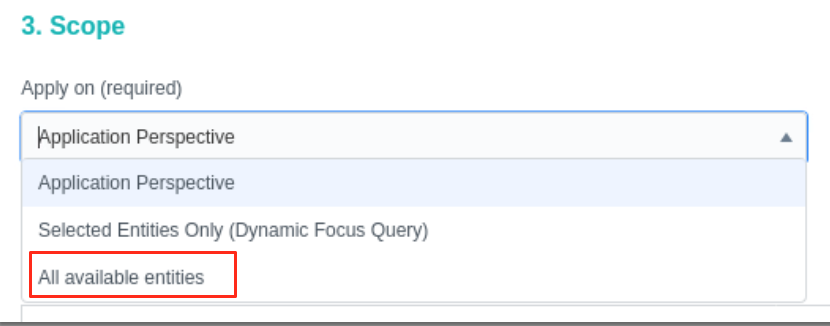 3. Scope
Apply on (required)
Application Perspective
Application Perspective
Selected Entities Only (Dynamic Focus Query)
All available entities